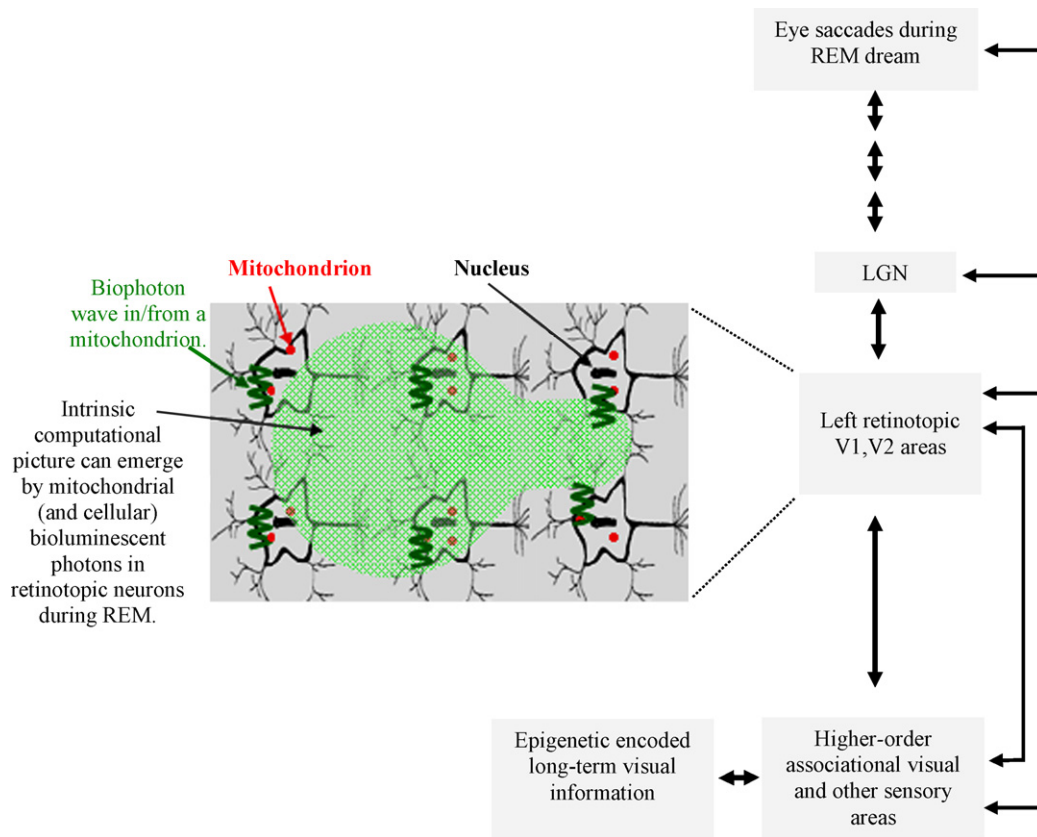 Eye saccades during
REM dream
LGN
Mitochondrion
Nucleus
Biophoton
wave in/from a
mitochondrion.
Intrinsic
computational
picture can emerge
by mitochondrial
(and cellular)
bioluminescent
photons in
retinotopic neurons
during REM.
Left retinotopic
V1,V2 areas
Epigenetic encoded
long-term visual
information
Higher-order
associational visual
and other sensory
areas